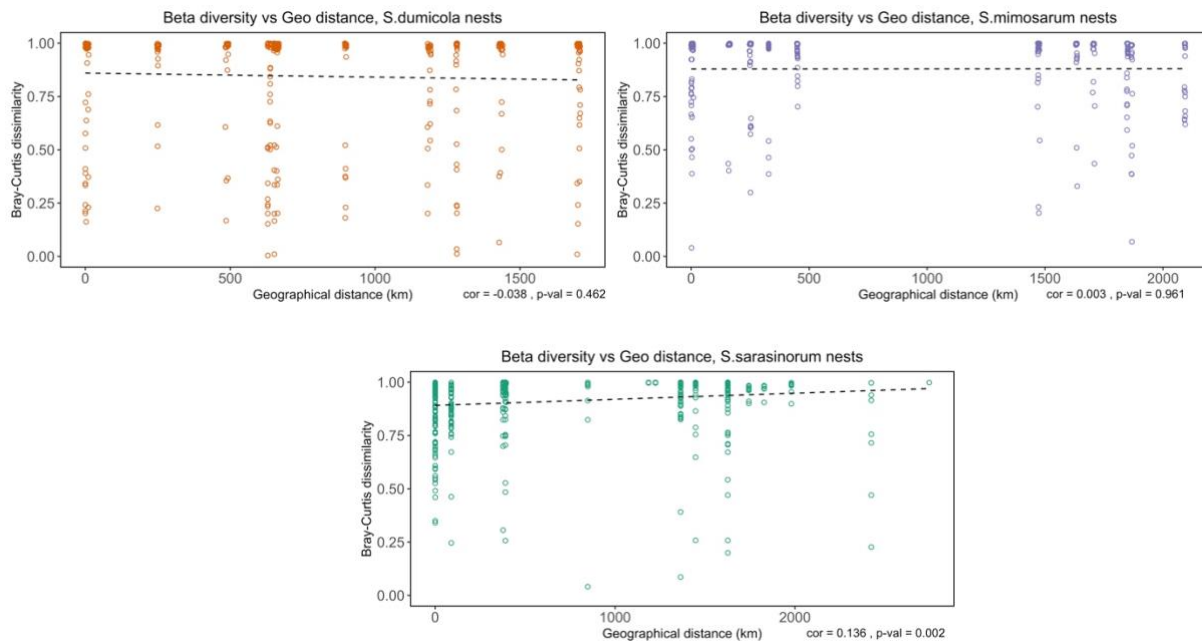 Beta diversity vs Geo distance, S.dumicola nests
1.00
0.75
0.50
0.25
0.00
Bray-Curtis dissimilarity
0
500
1000
1500
Geographical distance (km)
cor = -0.038 , p-val = 0.462
Beta diversity vs Geo distance, S.mimosarum nests
1.00
0.75
0.50
0.25
0.00
Bray-Curtis dissimilarity
0
500
1000
1500
2000
Geographical distance (km)
cor = 0.003 , p-val = 0.961
Beta diversity vs Geo distance, S.sarasinorum nests
1.00
0.75
0.50
0.25
0.00
Bray-Curtis dissimilarity
0
1000
2000
Geographical distance (km)
cor = 0.136 , p-val = 0.002